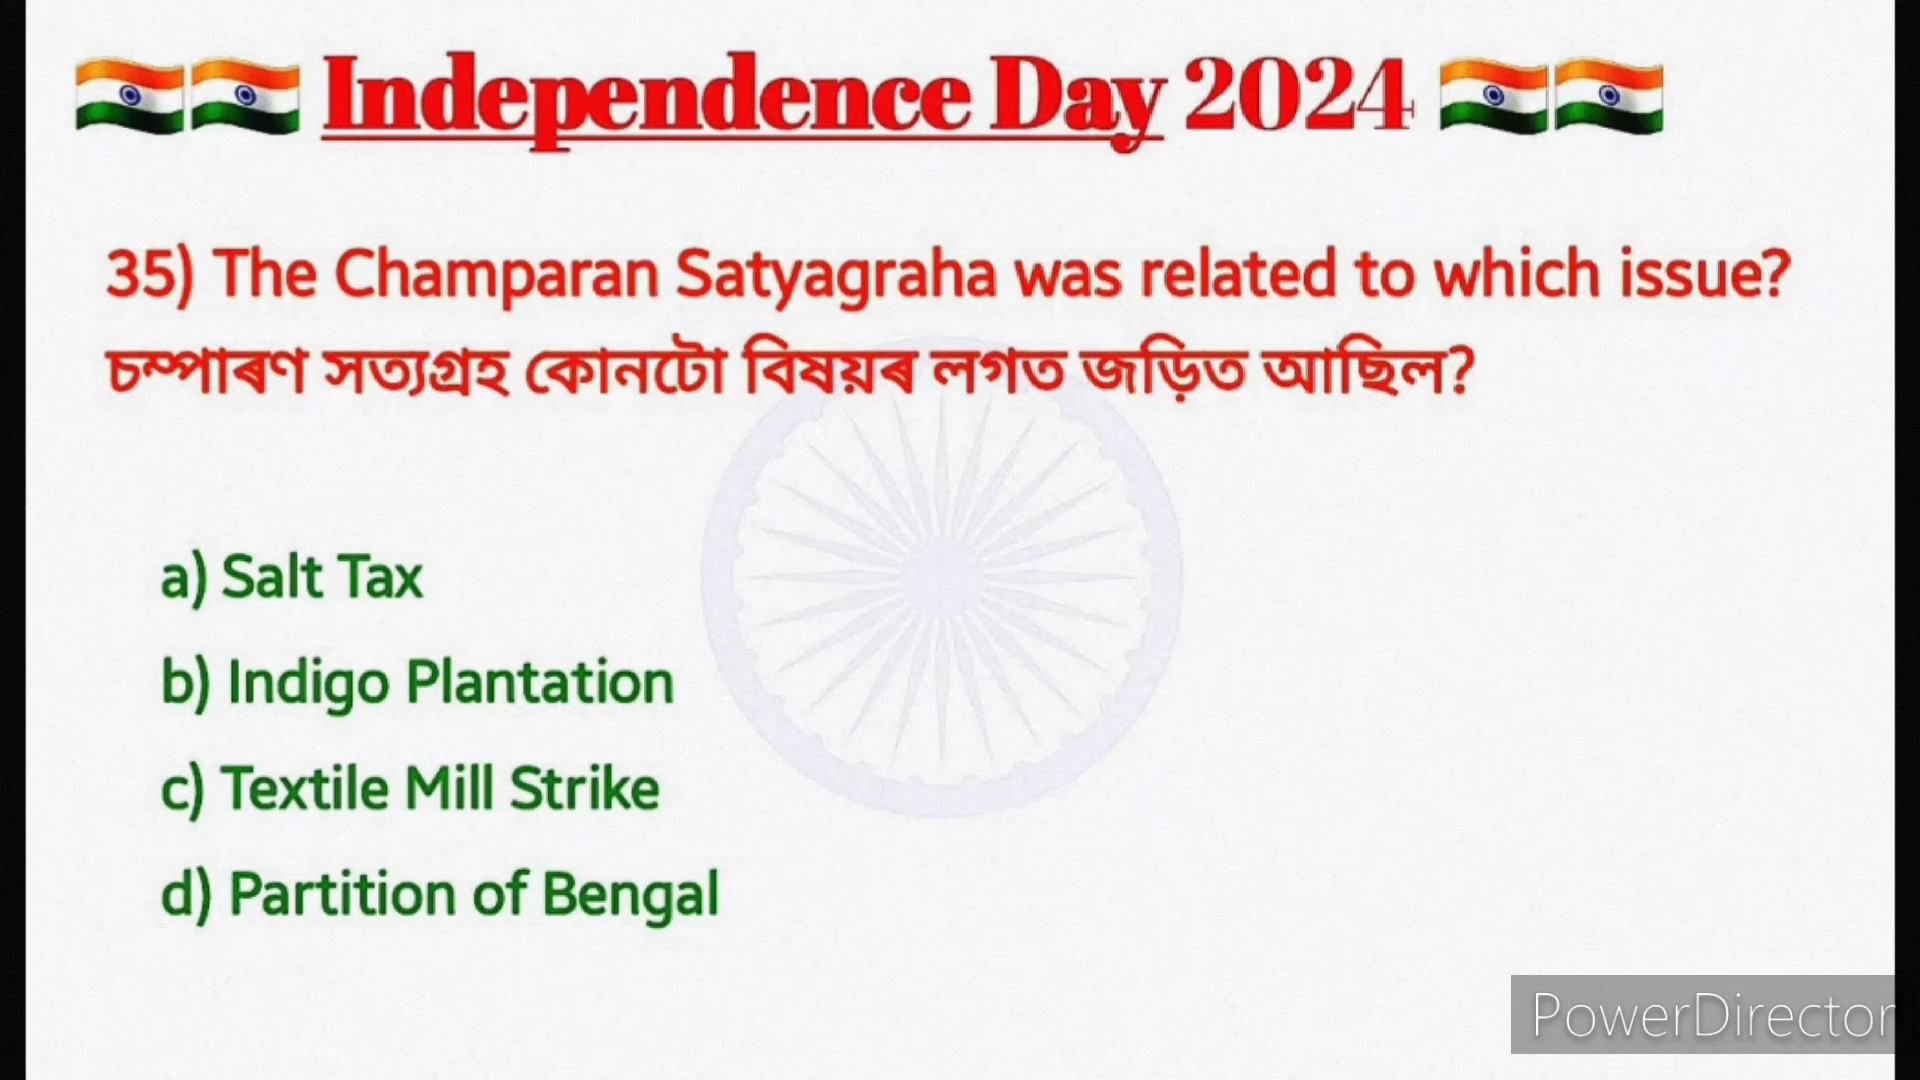 Independence Day 2024
35) The Champaran Satyagraha was related to which issue?
চম্পাৰণ সত্যগ্ৰহ কোনটো বিষয়ৰ লগত জড়িত আছিল?
a) Salt Tax
b) Indigo Plantation
c) Textile Mill Strike
d) Partition of Bengal
PowerDirector